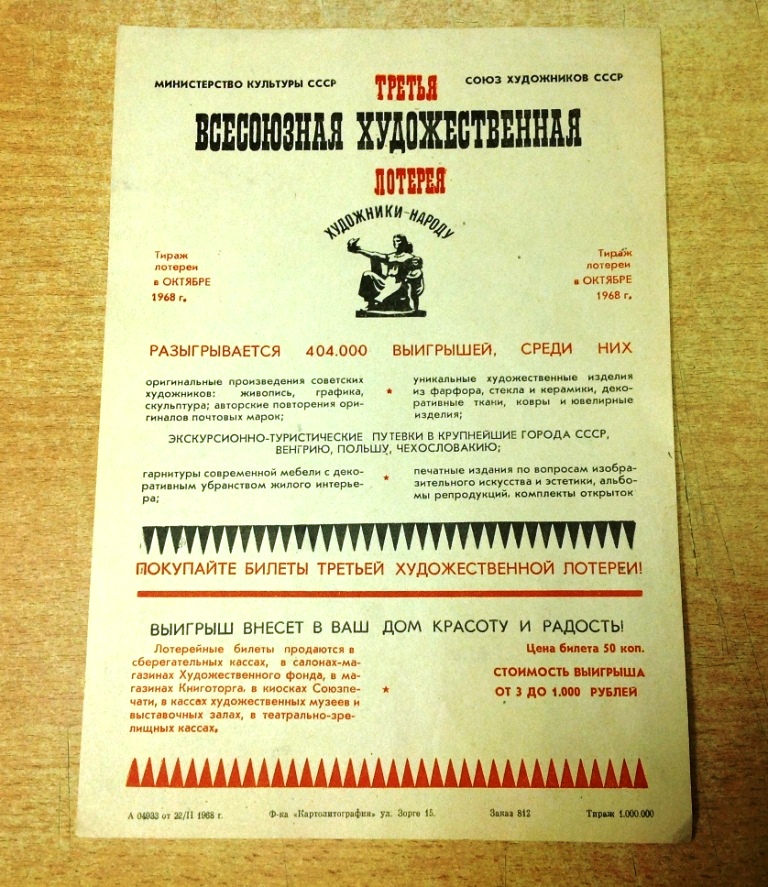 МИНИСТЕРСТВО КУЛЬТУРЫ СССР
СОЮЗ ХУДОЖНИКОВ СССР
ТРЕТЬЯ
ВСЕСОЮЗНАЯ ХУДОЖЕСТВЕННАЯ
ЛОТЕРЕЯ
ХУДОЖНИКИ-НАРОДУ
Тираж
лотереи
в ОКТЯБРЕ
1968 г.
Тираж
лотереи
в ОКТЯБРЕ
1968 г.
РАЗЫГРЫВАЕТСЯ 404.000 ВЫИГРЫШЕЙ, СРЕДИ НИХ
оригинальные произведения советских
художников: живопись, графика,
скульптура; авторские повторения ори-
гиналов почтовых марок;
уникальные художественные изделия
из фарфора, стекла и керамики, деко-
ративные ткани, ковры и ювелирные
изделия;
ЭКСКУРСИОННО-ТУРИСТИЧЕСКИЕ ПУТЕВКИ В КРУПНЕЙШИЕ ГОРОДА СССР,
ВЕНГРИЮ, ПОЛЬШУ, ЧЕХОСЛОВАКИЮ;
гарнитуры современной мебели с деко-
ративным убранством жилого интерье-
ра;
печатные издания по вопросам изобра-
зительного искусства и эстетики, альбо-
мы репродукций. комплекты открыток
ПОКУПАЙТЕ БИЛЕТЫ ТРЕТЬЕЙ ХУДОЖЕСТВЕННОЙ ЛОТЕРЕИ!
ВЫИГРЫШ ВНЕСЕТ В ВАШ ДОМ КРАСОТУ И РАДОСТЬ!
Лотерейные билеты продаются в
сберегательных кассах, в салонах-ма-
газинах Художественного фонда, в ма-
газинах Книготорга, в киосках Союзпе-
чати, в кассах художественных музеев и
выставочных залах, в театрально-зре-
лищных кассах.
Цена билета 50 коп.
СТОИМОСТЬ ВЫИГРЫША
ОТ 3 ДО 1.000 РУБЛЕЙ
А 04033 от 22/II 1968 г. Ф-ка «Картолитография» ул. Зорге 15. Заказ 812 Тираж 1.000.000